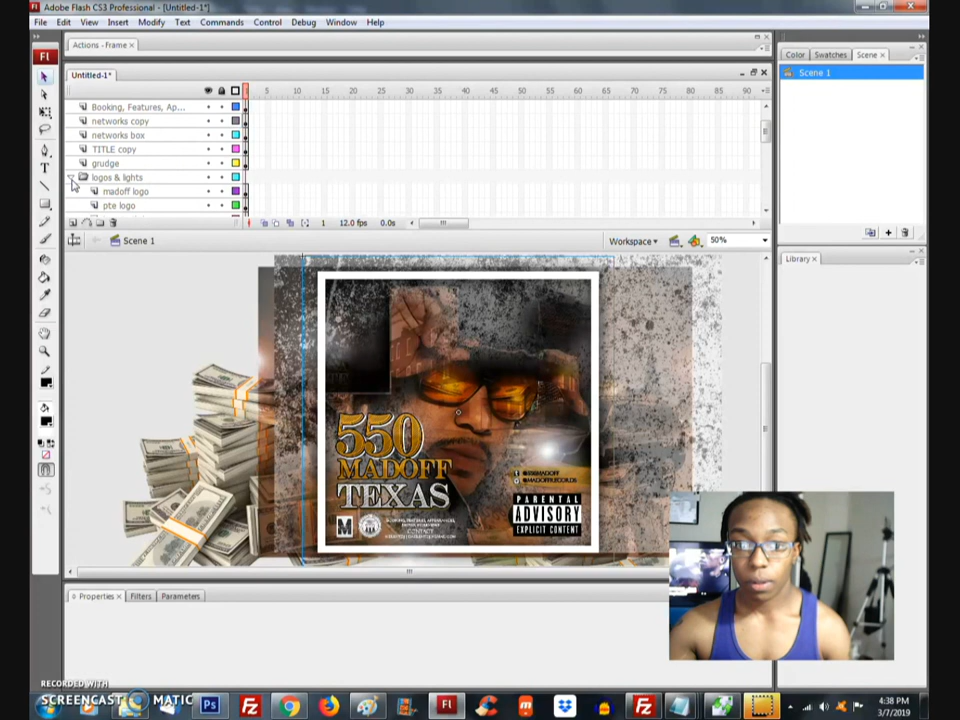 Adobe Flash CS3 Professional - [Untitled-1*]
File Edit View Insert Modify Text Commands Control Debug Window Help
Actions - Frame ×
Color Swatches Scene ×
Scene 1
Untitled-1*
5 10 15 20 25 30 35 40 45 50 55 60 65 70 75 80 85 90
Booking, Features, Ap...
networks copy
networks box
TITLE copy
grudge
logos & lights
madoff logo
pte logo
1 12.0 fps 0.0s
Scene 1
Workspace
50%
Library ×
550
MADOFF
TEXAS
@550MADOFF
@MADOFFRECORDS
PARENTAL
ADVISORY
EXPLICIT CONTENT
M
Properties × Filters Parameters
RECORDED WITH
SCREENCAST MATIC
Ps
Fl
4:38 PM
3/7/2019